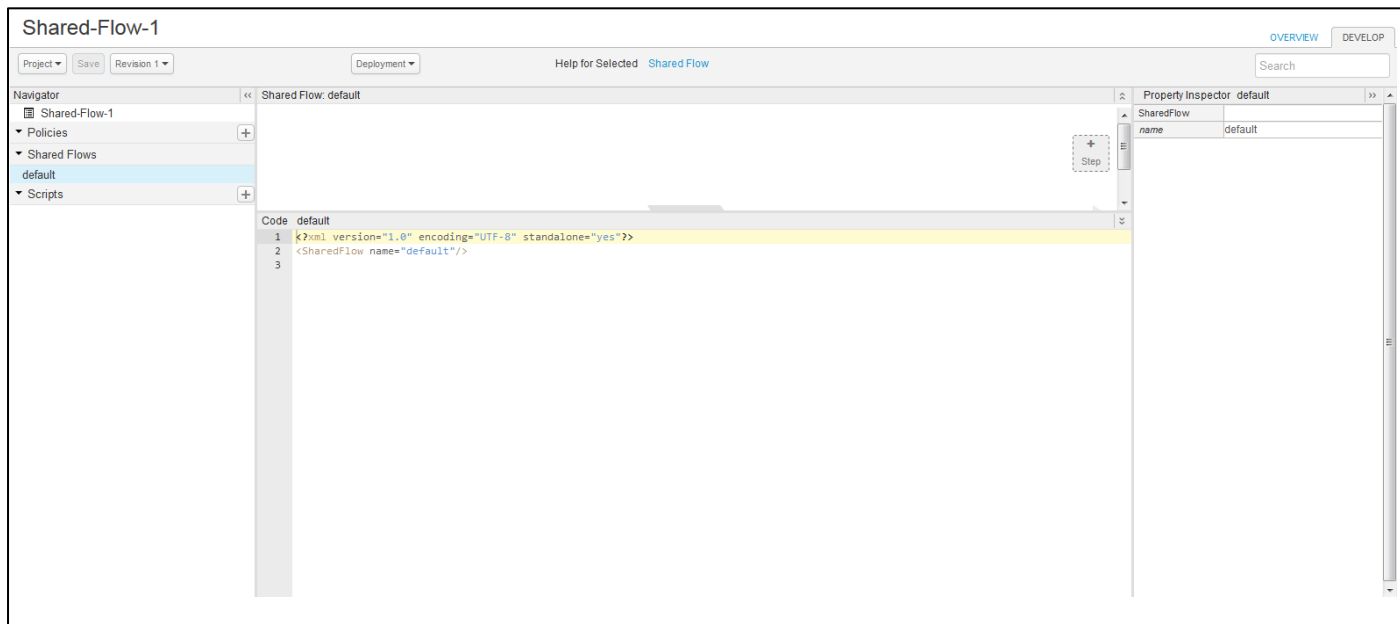 Shared-Flow-1
OVERVIEW DEVELOP
Project Save Revision 1 Deployment Help for Selected Shared Flow Search
Navigator Shared Flow: default Property Inspector default
Shared-Flow-1 SharedFlow
Policies + name default
+
Step
Shared Flows
default
Scripts +
Code default
1 <?xml version="1.0" encoding="UTF-8" standalone="yes"?>
2 <SharedFlow name="default"/>
3